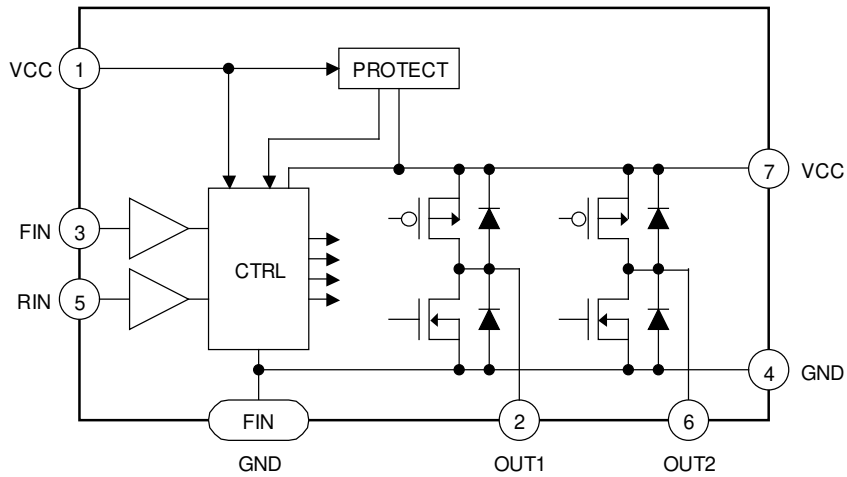 VCC 1
PROTECT
7 VCC
FIN 3
CTRL
RIN 5
4 GND
FIN
2
6
GND
OUT1
OUT2